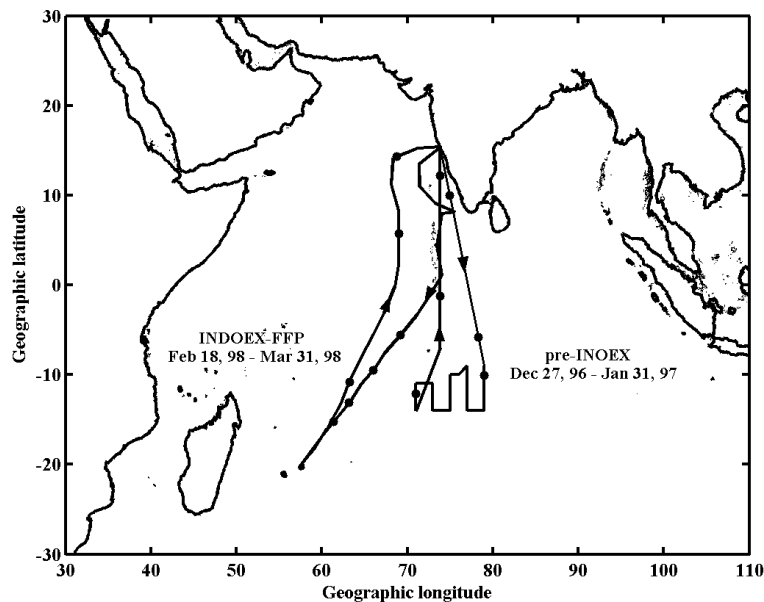 30
20
10
0
-10
-20
-30
Geographic latitude
INDOEX-FFP
Feb 18, 98 - Mar 31, 98
pre-INOEX
Dec 27, 96 - Jan 31, 97
30 40 50 60 70 80 90 100 110
Geographic longitude